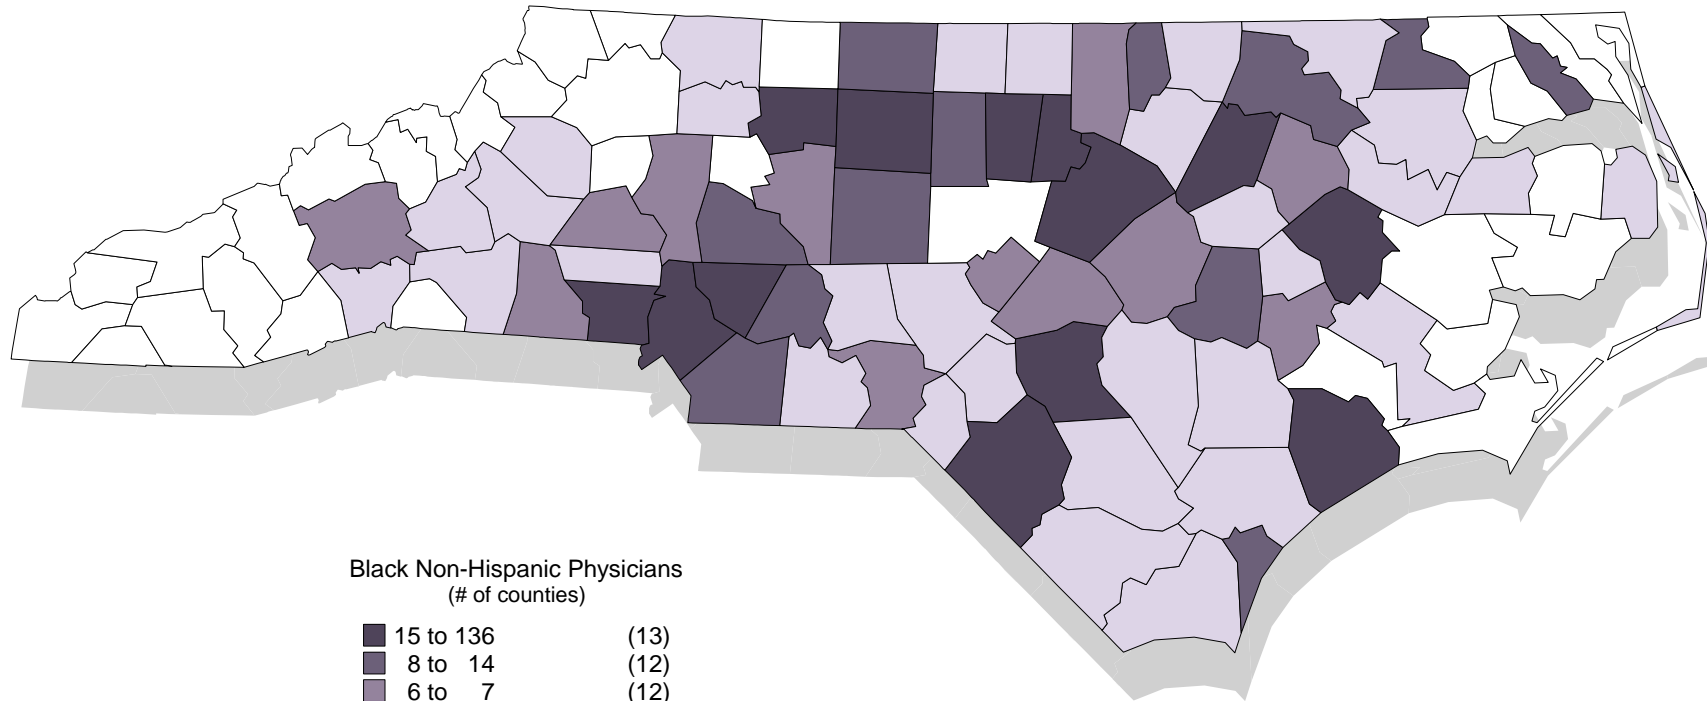 Black Non-Hispanic Physicians
(# of counties)
15 to 136 (13)
8 to 14 (12)
6 to 7 (12)